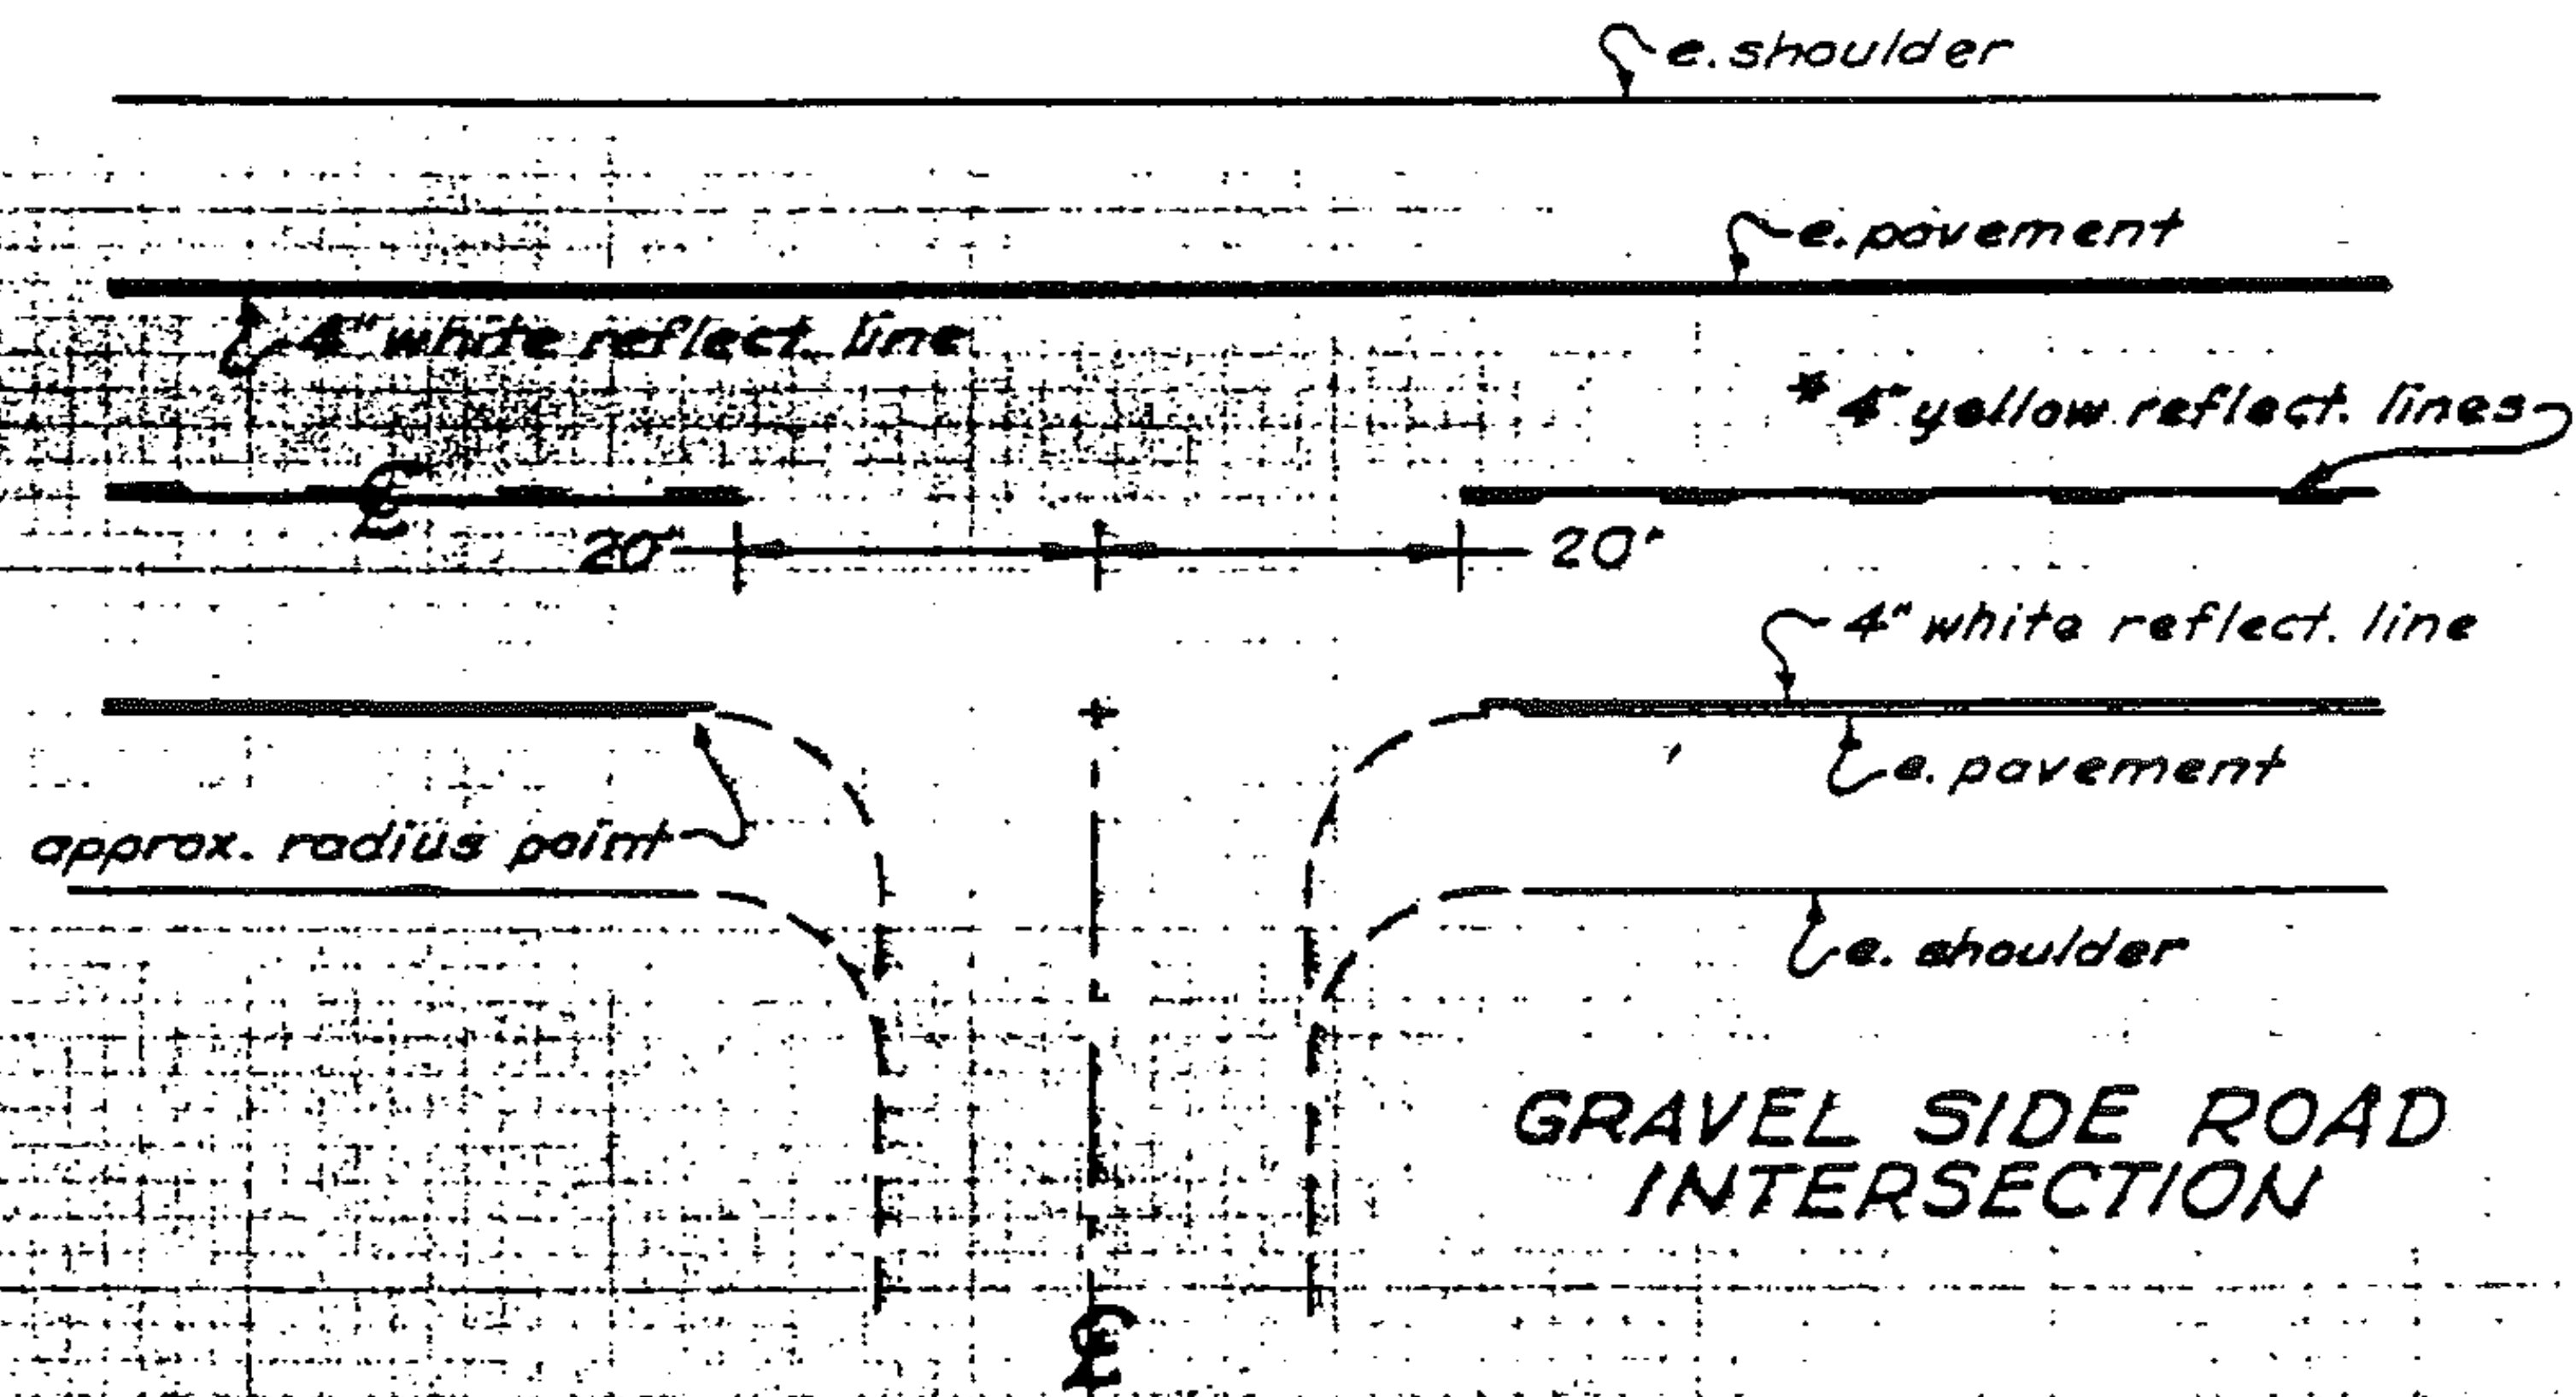 e. shoulder
e. pavement
4" white reflect. line
* 4" yellow reflect. lines
℄
20'
20'
4" white reflect. line
e. pavement
approx. radius point
e. shoulder
GRAVEL SIDE ROAD
INTERSECTION
℄